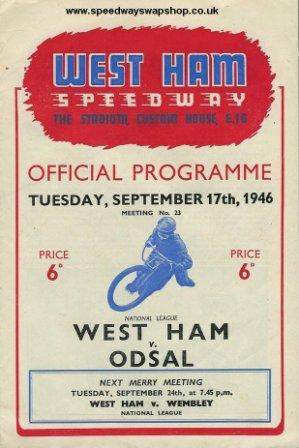 www.speedwayswapshop.co.uk
WEST HAM
SPEEDWAY
THE STADIUM, CUSTOM HOUSE, E.16
OFFICIAL PROGRAMME
TUESDAY, SEPTEMBER 17th, 1946
MEETING No. 23
PRICE
6D
PRICE
6D
NATIONAL LEAGUE
WEST HAM
v.
ODSAL
NEXT MERRY MEETING
TUESDAY, SEPTEMBER 24th, at 7.45 p.m.
WEST HAM v. WEMBLEY
NATIONAL LEAGUE